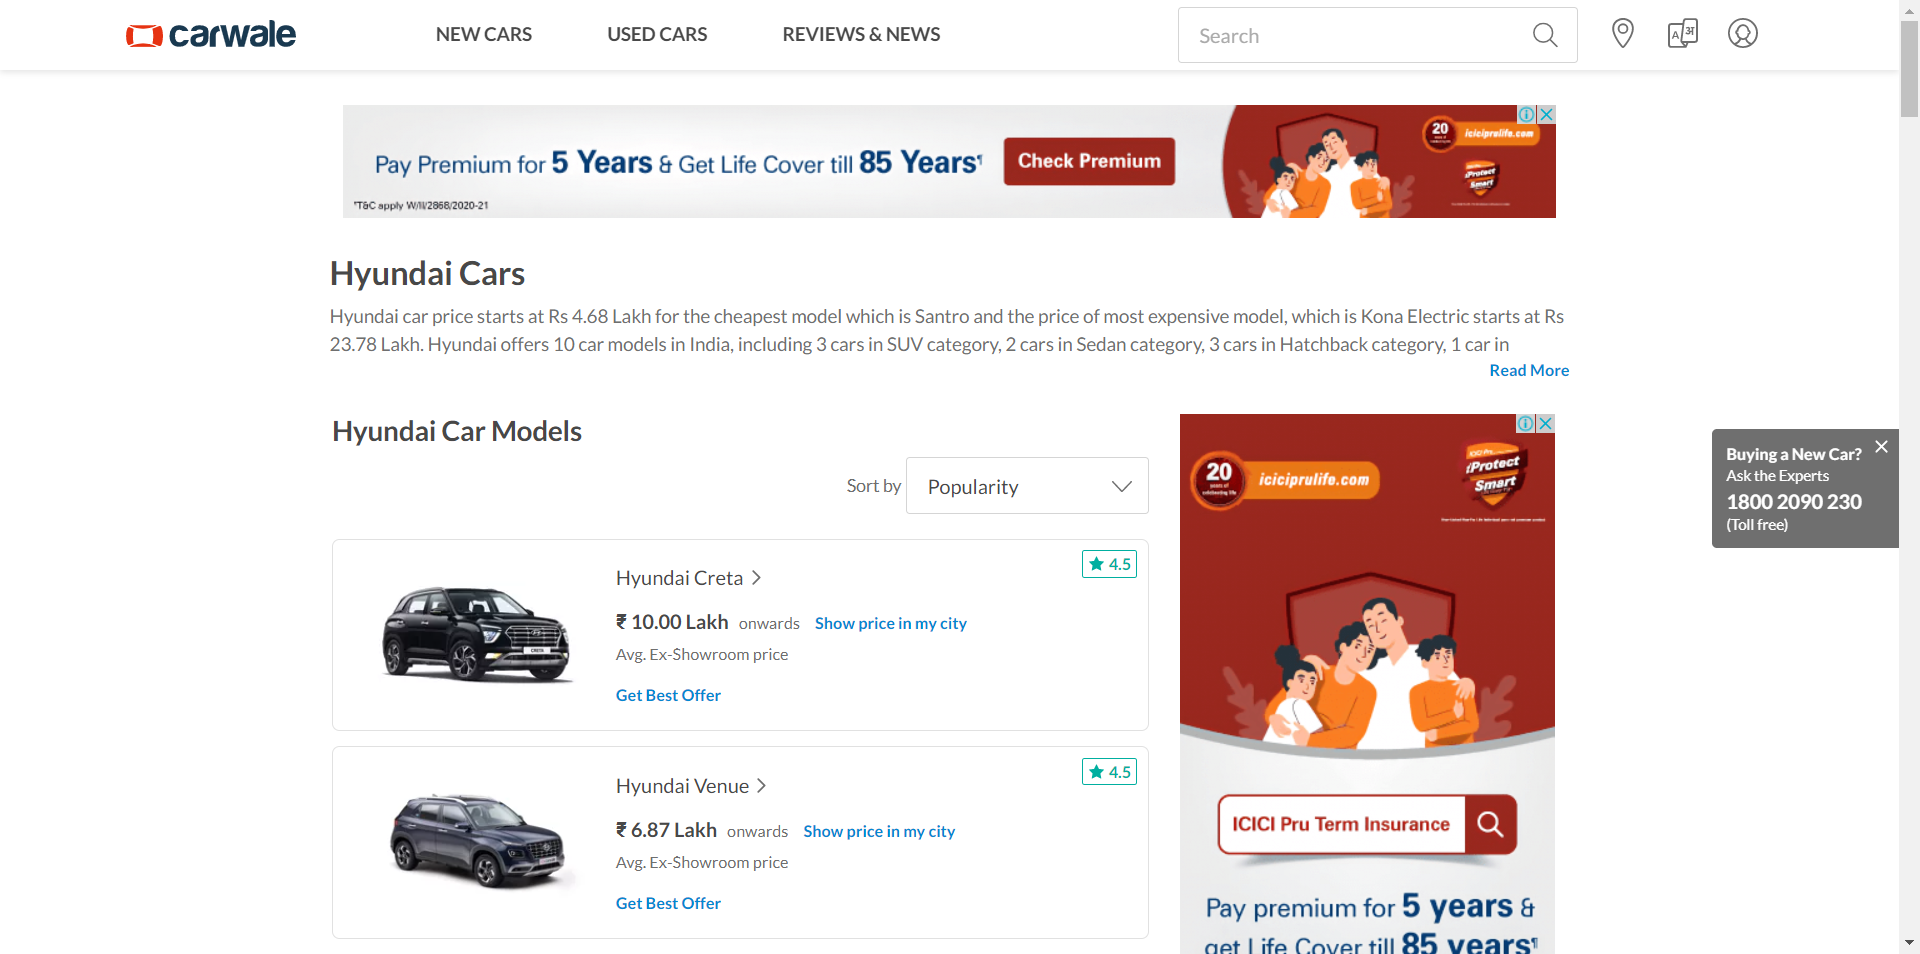 carwale
NEW CARS
USED CARS
REVIEWS & NEWS
Search
Pay Premium for 5 Years & Get Life Cover till 85 Years¶
Check Premium
20
iciciprulife.com
iProtect
Smart
*T&C apply W/II/2868/2020-21
Hyundai Cars
Hyundai car price starts at Rs 4.68 Lakh for the cheapest model which is Santro and the price of most expensive model, which is Kona Electric starts at Rs
23.78 Lakh. Hyundai offers 10 car models in India, including 3 cars in SUV category, 2 cars in Sedan category, 3 cars in Hatchback category, 1 car in
Read More
Hyundai Car Models
Sort by
Popularity
Hyundai Creta
4.5
₹ 10.00 Lakh onwards Show price in my city
Avg. Ex-Showroom price
Get Best Offer
CRETA
Hyundai Venue
4.5
₹ 6.87 Lakh onwards Show price in my city
Avg. Ex-Showroom price
Get Best Offer
20
iciciprulife.com
iProtect
Smart
ICICI Pru Term Insurance
Pay premium for 5 years &
get Life Cover till 85 years¶
Buying a New Car?
Ask the Experts
1800 2090 230
(Toll free)